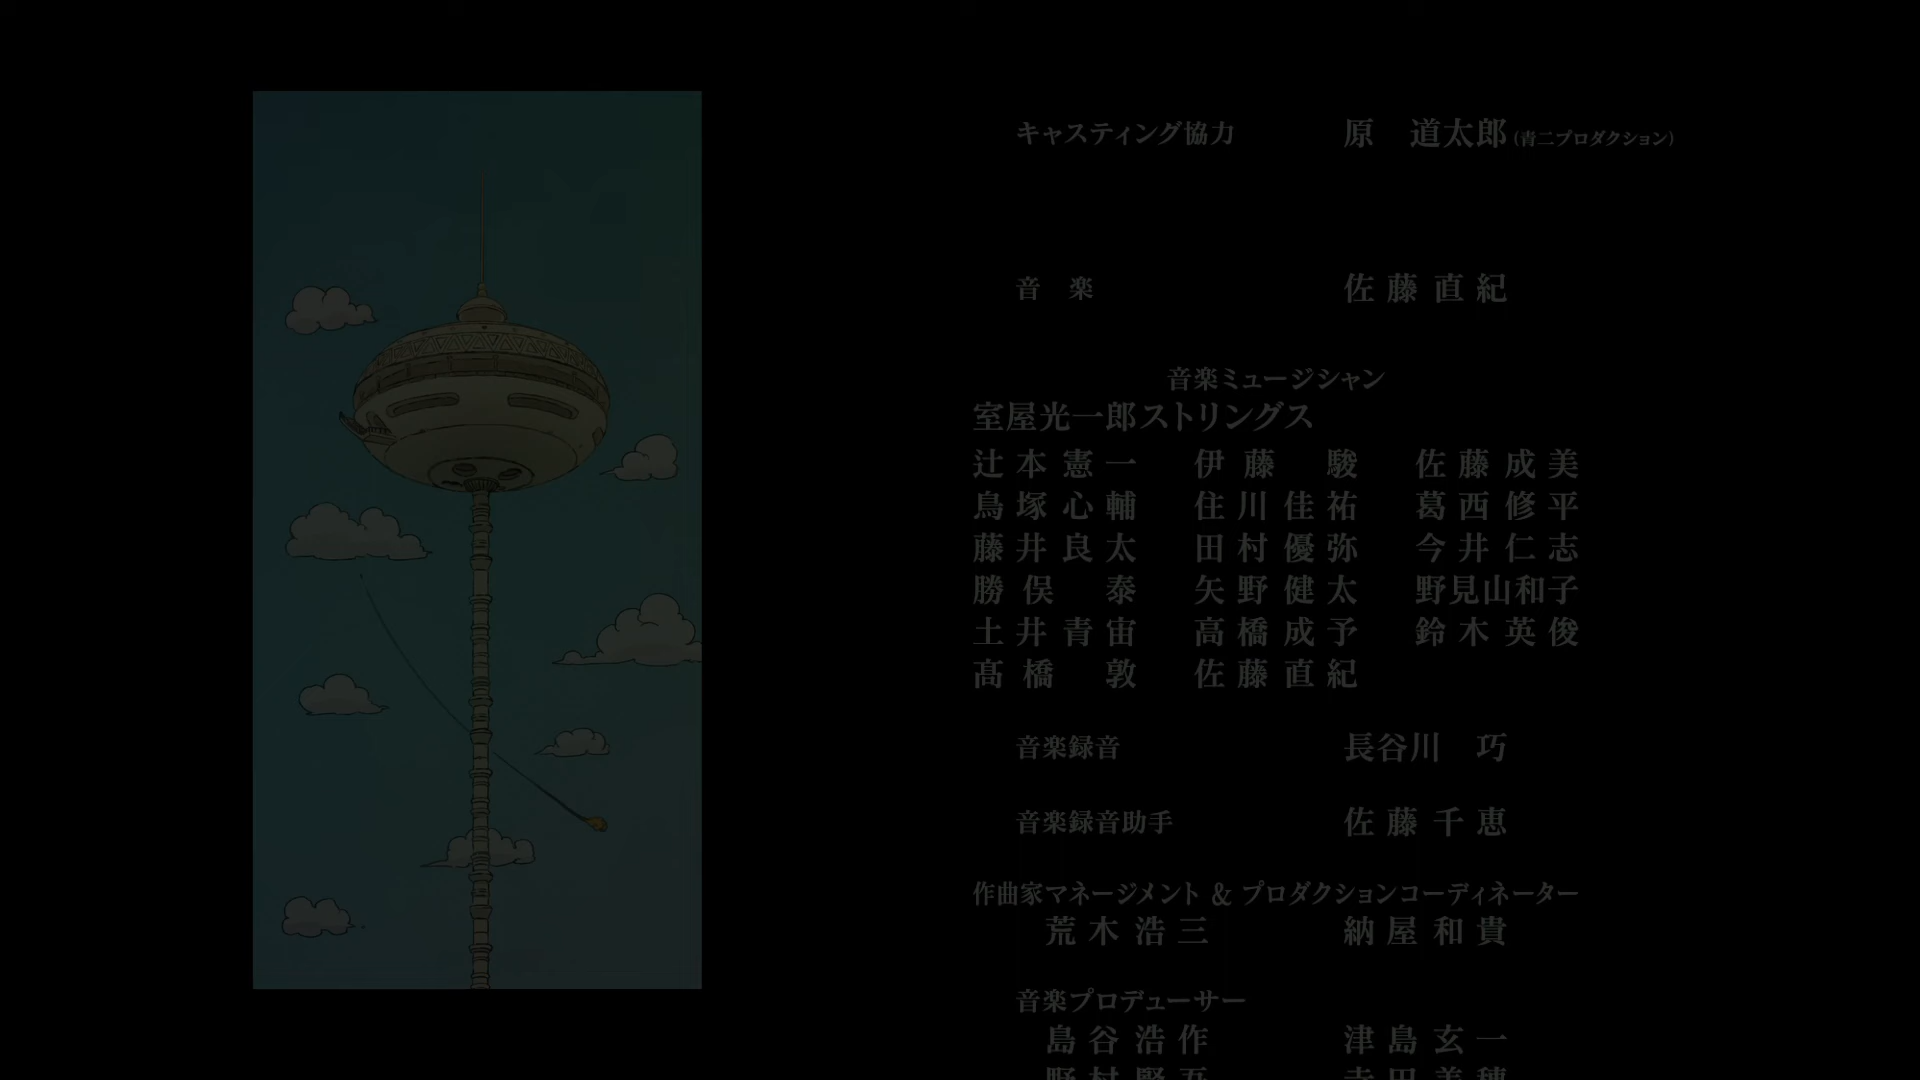 キャスティング協力 原 道太郎(青二プロダクション)
音 楽 佐藤直紀
音楽ミュージシャン
室屋光一郎ストリングス
辻本憲一 伊藤 駿 佐藤成美
鳥塚心輔 住川佳祐 葛西修平
藤井良太 田村優弥 今井仁志
勝俣 泰 矢野健太 野見山和子
土井青宙 高橋成予 鈴木英俊
髙橋 敦 佐藤直紀
音楽録音 長谷川 巧
音楽録音助手 佐藤千恵
作曲家マネージメント & プロダクションコーディネーター
荒木浩三 納屋和貴
音楽プロデューサー
島谷浩作 津島玄一
野村賢吾 寺田美穂